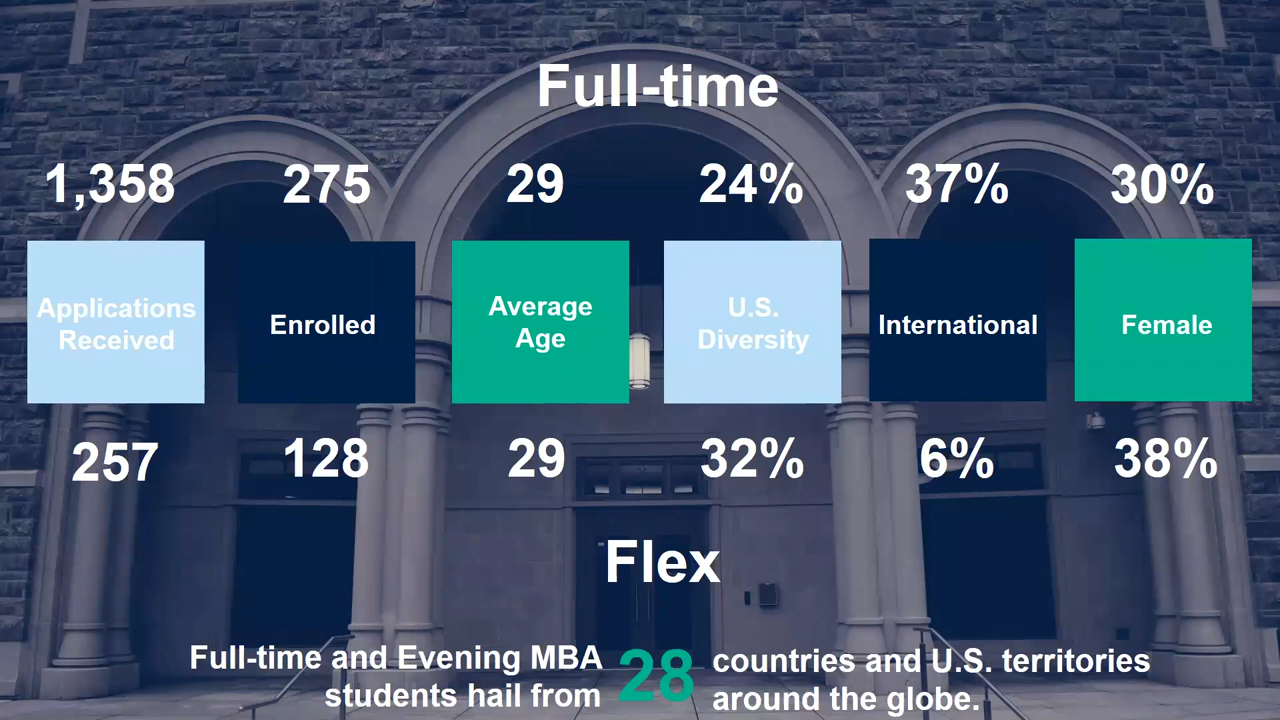 Full-time
1,358 275 29 24% 37% 30%
Applications
Received
Enrolled
Average
Age
U.S.
Diversity
International
Female
257 128 29 32% 6% 38%
Flex
Full-time and Evening MBA
students hail from
28
countries and U.S. territories
around the globe.